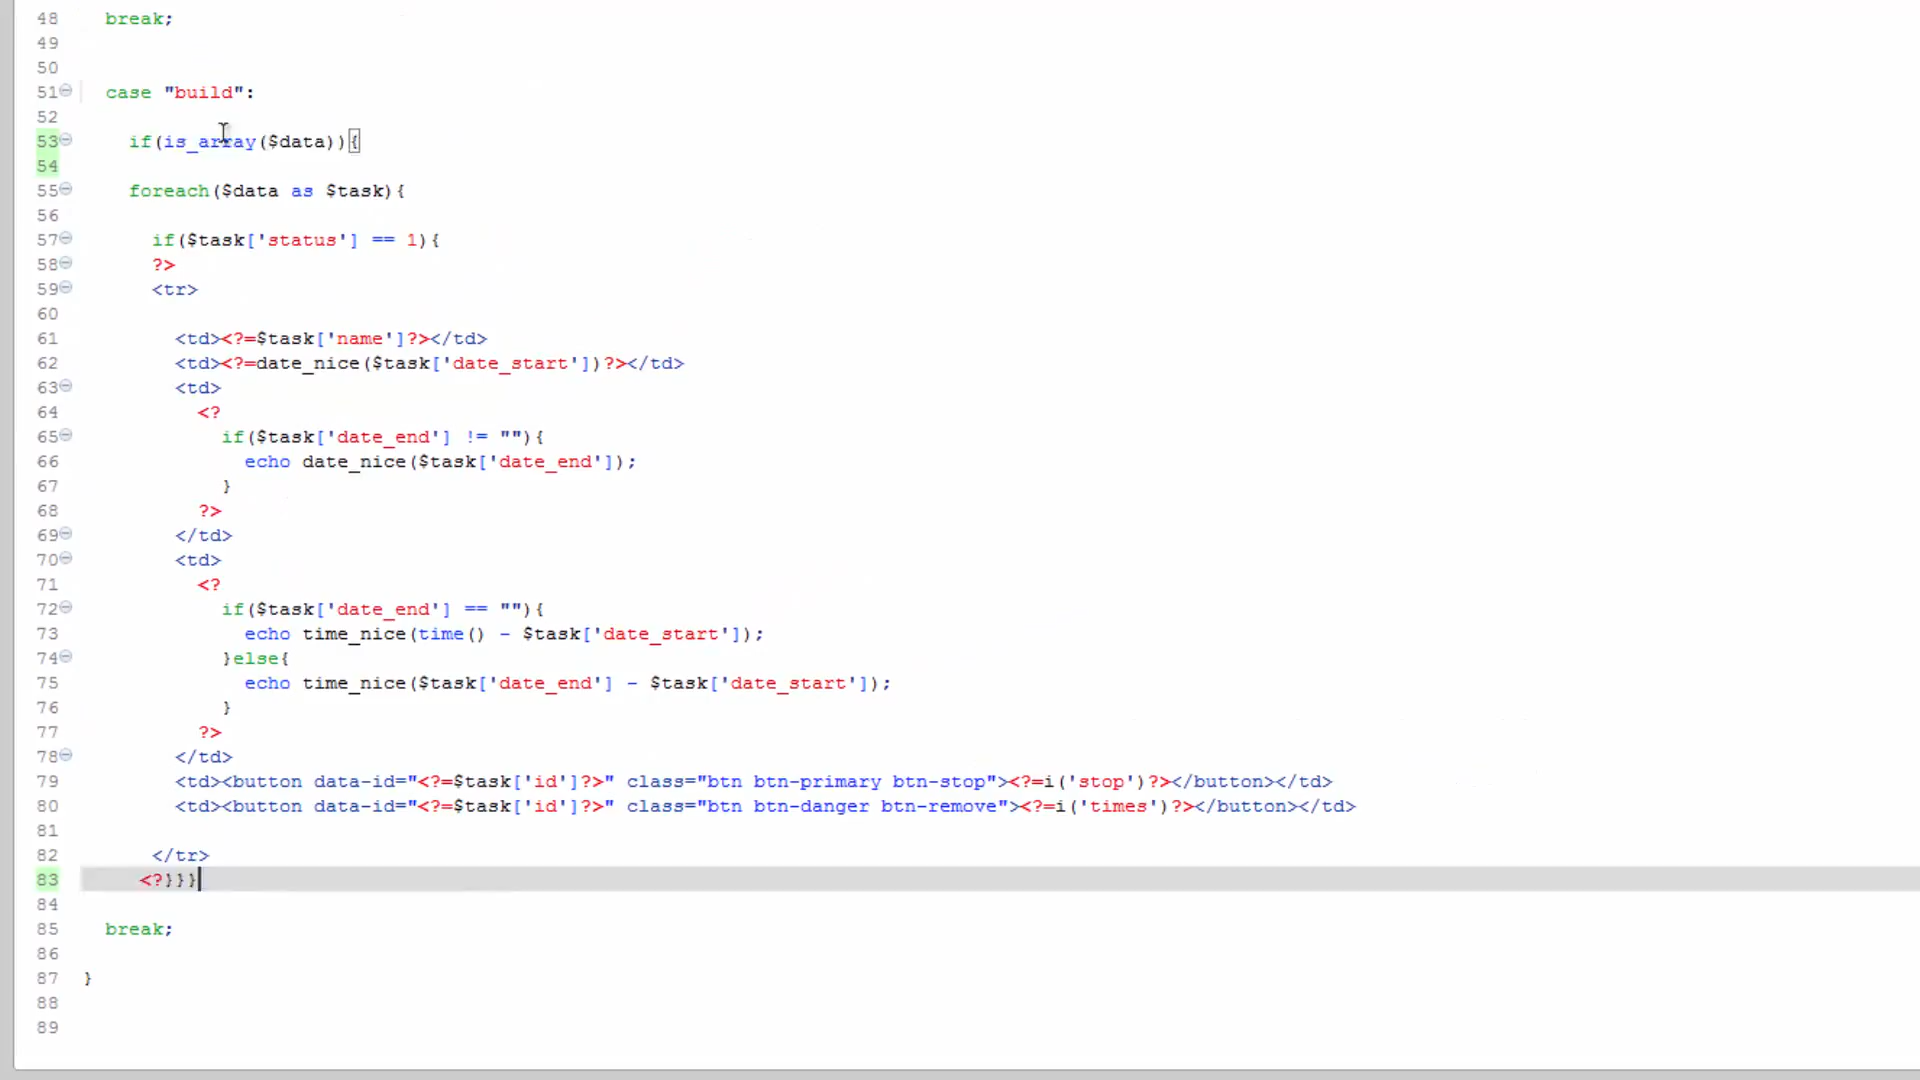 48 break;
49
50
51 case "build":
52
53 if(is_array($data)){
54
55 foreach($data as $task){
56
57 if($task['status'] == 1){
58 ?>
59 <tr>
60
61 <td><?=$task['name']?></td>
62 <td><?=date_nice($task['date_start'])?></td>
63 <td>
64 <?
65 if($task['date_end'] != ""){
66 echo date_nice($task['date_end']);
67 }
68 ?>
69 </td>
70 <td>
71 <?
72 if($task['date_end'] == ""){
73 echo time_nice(time() - $task['date_start']);
74 }else{
75 echo time_nice($task['date_end'] - $task['date_start']);
76 }
77 ?>
78 </td>
79 <td><button data-id="<?=$task['id']?>" class="btn btn-primary btn-stop"><?=i('stop')?></button></td>
80 <td><button data-id="<?=$task['id']?>" class="btn btn-danger btn-remove"><?=i('times')?></button></td>
81
82 </tr>
83 <?}}}
84
85 break;
86
87 }
88
89